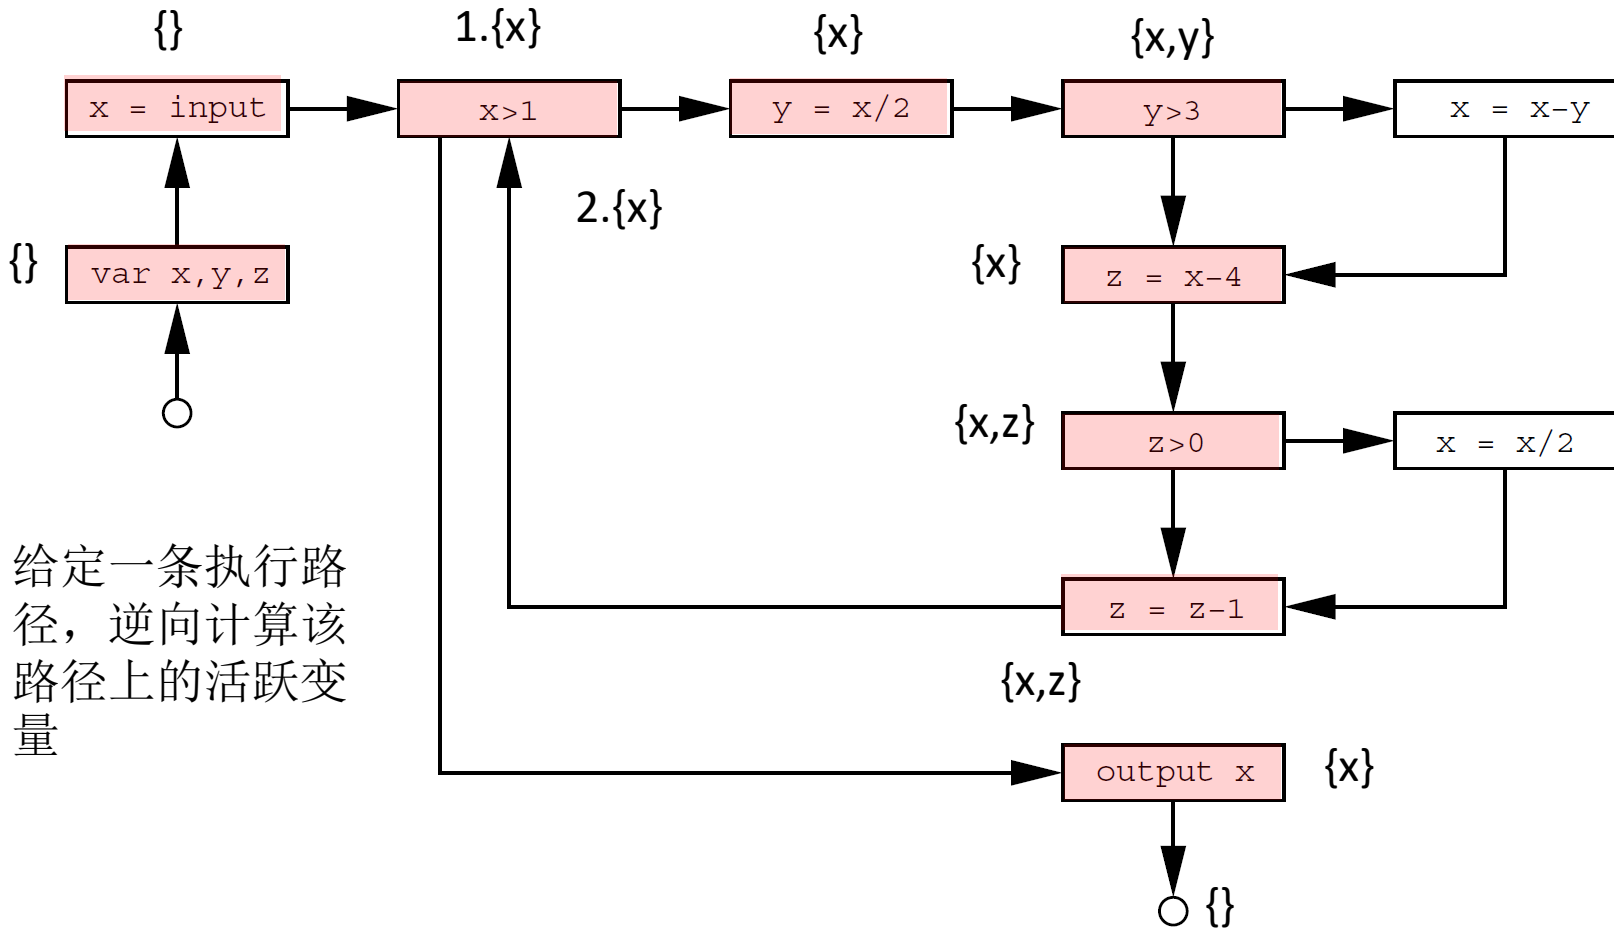 {}
1.{x}
{x}
{x,y}
x = input
x>1
y = x/2
y>3
x = x-y
2.{x}
{}
var x,y,z
{x}
z = x-4
{x,z}
z>0
x = x/2
z = z-1
{x,z}
给定一条执行路
径，逆向计算该
路径上的活跃变
量
output x
{x}
{}